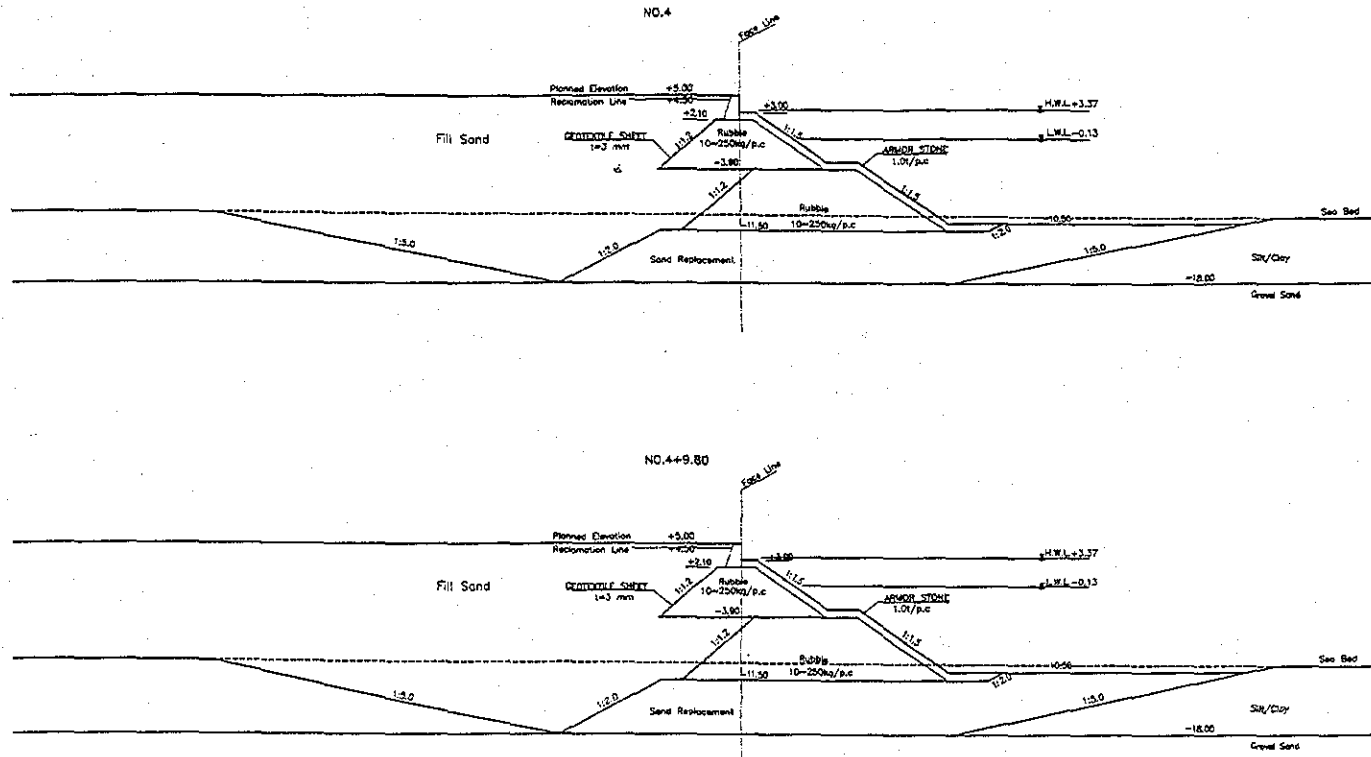 NO.4
Face Line
Planned Elevation +5.00
Reclamation Line +4.50
+2.10
+3.00
H.W.L +3.37
L.W.L -0.13
Fill Sand
GEOTEXTILE SHEET
t=3 mm
1:1.2
Rubble
10~250kg/p.c
1:1.5
ARMOR STONE
1.0t/p.c
-3.90
1:1.2
1:1.5
Rubble
10~250kg/p.c
-11.50
-10.50
Sea Bed
1:5.0
1:2.0
1:2.0
1:5.0
Sand Replacement
Silt/Clay
-18.00
Gravel Sand
NO.4+9.80
Face Line
Planned Elevation +5.00
Reclamation Line +4.50
+2.10
+3.00
H.W.L +3.37
L.W.L -0.13
Fill Sand
GEOTEXTILE SHEET
t=3 mm
1:1.2
Rubble
10~250kg/p.c
1:1.5
ARMOR STONE
1.0t/p.c
-3.90
1:1.2
1:1.5
Rubble
10~250kg/p.c
-11.50
-10.50
Sea Bed
1:5.0
1:2.0
1:2.0
1:5.0
Sand Replacement
Silt/Clay
-18.00
Gravel Sand